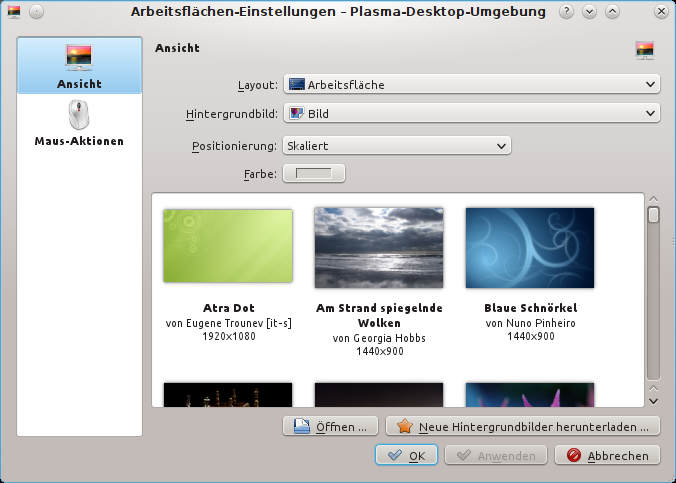 Arbeitsflächen-Einstellungen – Plasma-Desktop-Umgebung
Ansicht
Maus-Aktionen
Ansicht
Layout: Arbeitsfläche
Hintergrundbild: Bild
Positionierung: Skaliert
Farbe:
Atra Dot
von Eugene Trounev [it-s]
1920x1080
Am Strand spiegelnde
Wolken
von Georgia Hobbs
1440x900
Blaue Schnörkel
von Nuno Pinheiro
1440x900
Öffnen ...
Neue Hintergrundbilder herunterladen ...
OK
Anwenden
Abbrechen